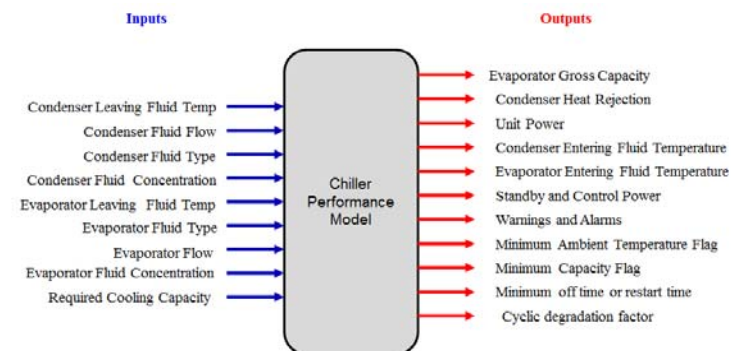 Inputs
Outputs
Condenser Leaving Fluid Temp
Condenser Fluid Flow
Condenser Fluid Type
Condenser Fluid Concentration
Evaporator Leaving Fluid Temp
Evaporator Fluid Type
Evaporator Flow
Evaporator Fluid Concentration
Required Cooling Capacity
Chiller
Performance
Model
Evaporator Gross Capacity
Condenser Heat Rejection
Unit Power
Condenser Entering Fluid Temperature
Evaporator Entering Fluid Temperature
Standby and Control Power
Warnings and Alarms
Minimum Ambient Temperature Flag
Minimum Capacity Flag
Minimum off time or restart time
Cyclic degradation factor